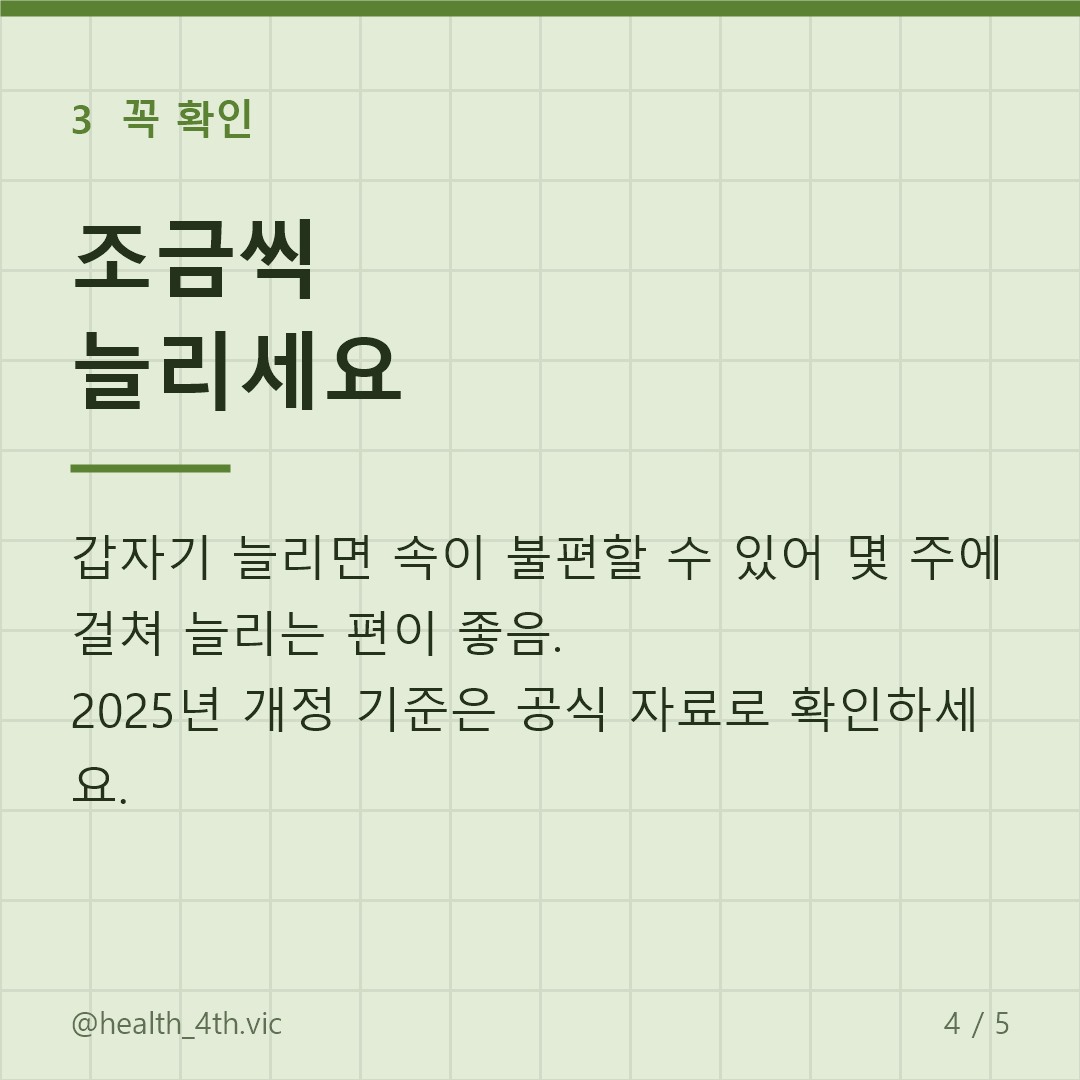 3 꼭 확인
조금씩
늘리세요
갑자기 늘리면 속이 불편할 수 있어 몇 주에
걸쳐 늘리는 편이 좋음.
2025년 개정 기준은 공식 자료로 확인하세
요.
@health_4th.vic
4 / 5